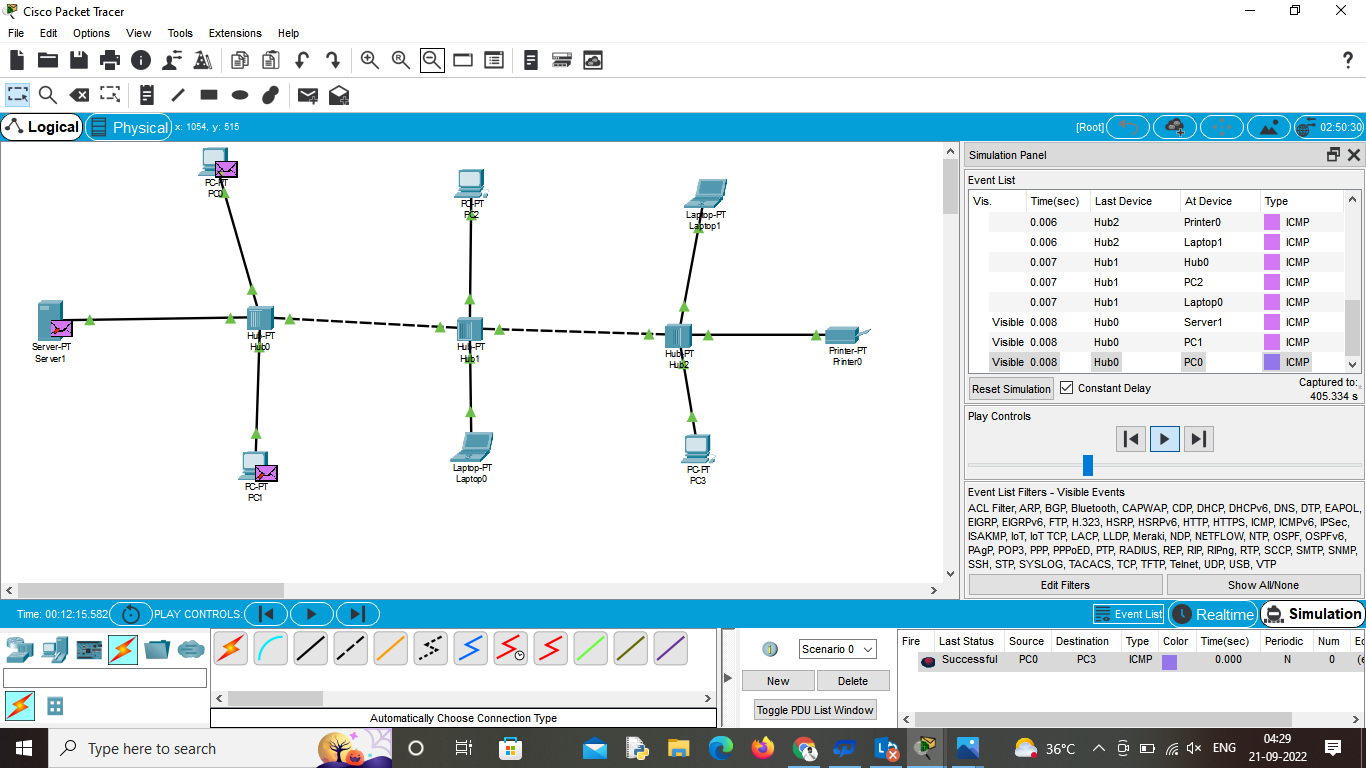 Cisco Packet Tracer
File Edit Options View Tools Extensions Help
?
Logical Physical x: 1054, y: 515 [Root] 02:50:30
PC-PT
PC0
PC-PT
PC2
Laptop-PT
Laptop1
Server-PT
Server1
Hub-PT
Hub0
Hub-PT
Hub1
Hub-PT
Hub2
Printer-PT
Printer0
PC-PT
PC1
Laptop-PT
Laptop0
PC-PT
PC3
Simulation Panel
Event List
Vis. Time(sec) Last Device At Device Type
0.006 Hub2 Printer0 ICMP
0.006 Hub2 Laptop1 ICMP
0.007 Hub1 Hub0 ICMP
0.007 Hub1 PC2 ICMP
0.007 Hub1 Laptop0 ICMP
Visible 0.008 Hub0 Server1 ICMP
Visible 0.008 Hub0 PC1 ICMP
Visible 0.008 Hub0 PC0 ICMP
Reset Simulation Constant Delay Captured to:
405.334 s
Play Controls
Event List Filters - Visible Events
ACL Filter, ARP, BGP, Bluetooth, CAPWAP, CDP, DHCP, DHCPv6, DNS, DTP, EAPOL,
EIGRP, EIGRPv6, FTP, H.323, HSRP, HSRPv6, HTTP, HTTPS, ICMP, ICMPv6, IPSec,
ISAKMP, IoT, IoT TCP, LACP, LLDP, Meraki, NDP, NETFLOW, NTP, OSPF, OSPFv6,
PAgP, POP3, PPP, PPPoED, PTP, RADIUS, REP, RIP, RIPng, RTP, SCCP, SMTP, SNMP,
SSH, STP, SYSLOG, TACACS, TCP, TFTP, Telnet, UDP, USB, VTP
Edit Filters Show All/None
Time: 00:12:15.582 PLAY CONTROLS: Event List Realtime Simulation
Scenario 0
New Delete
Toggle PDU List Window
Automatically Choose Connection Type
Fire Last Status Source Destination Type Color Time(sec) Periodic Num
Successful PC0 PC3 ICMP 0.000 N 0
Type here to search
36°C ENG 04:29
21-09-2022